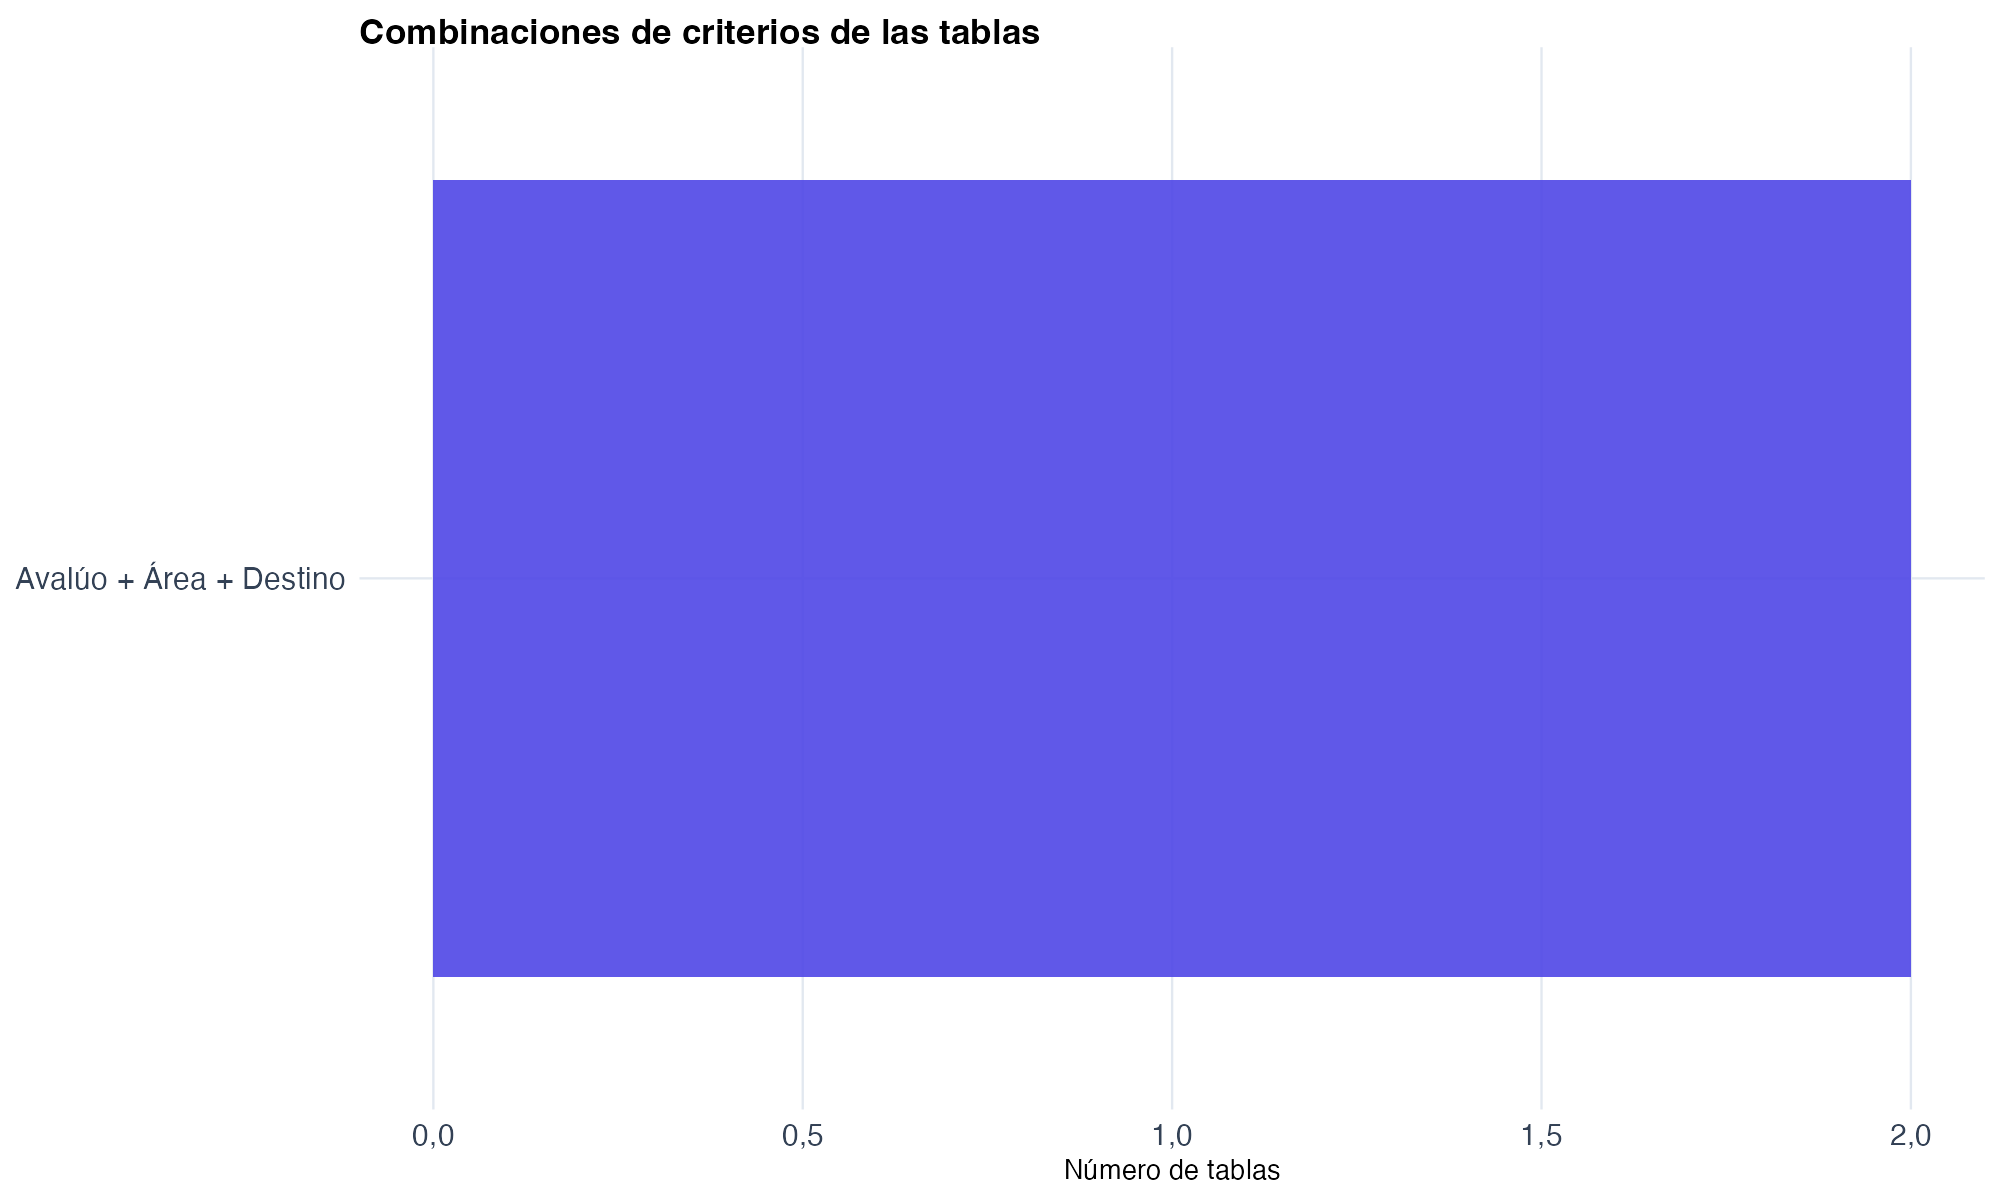 Combinaciones de criterios de las tablas
Avalúo + Área + Destino
0,0 0,5 1,0 1,5 2,0
Número de tablas